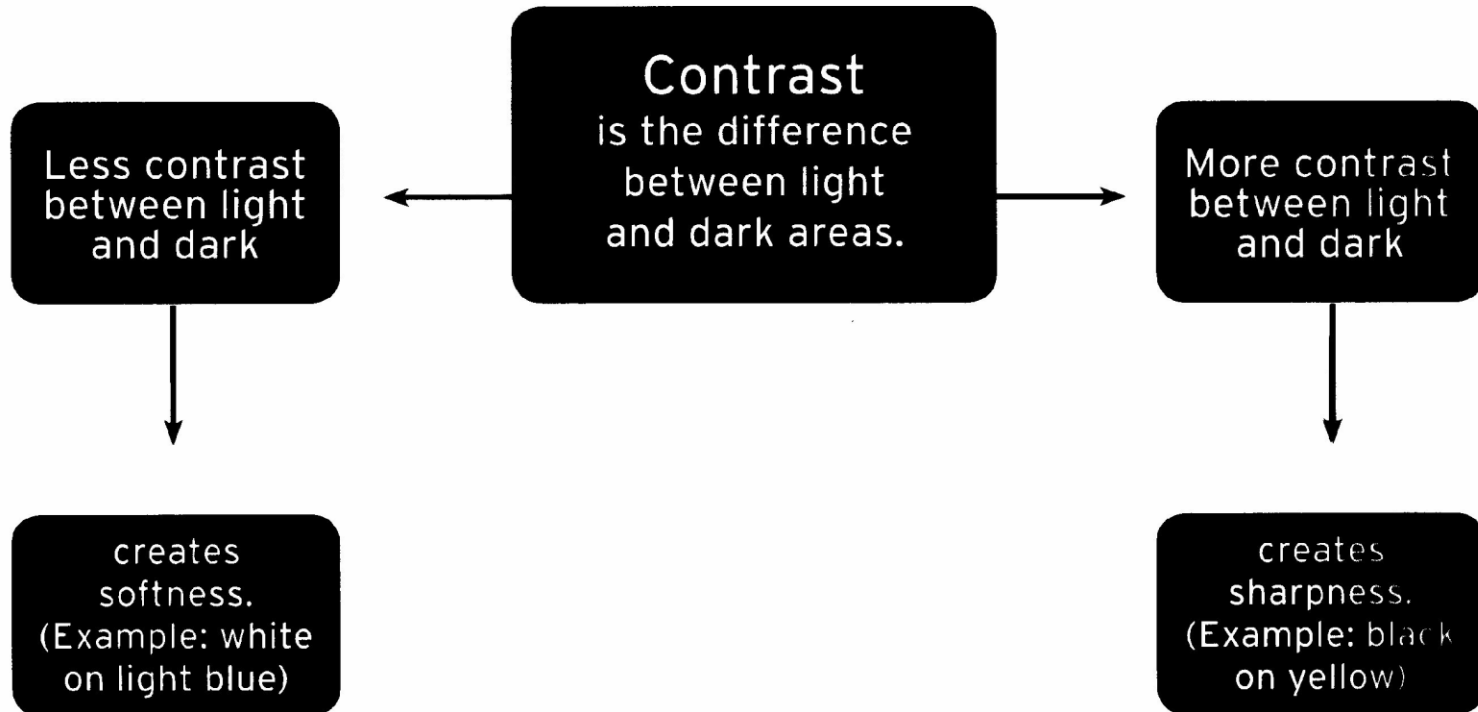 Contrast
is the difference
between light
and dark areas.
Less contrast
between light
and dark
More contrast
between light
and dark
creates
softness.
(Example: white
on light blue)
creates
sharpness.
(Example: black
on yellow)